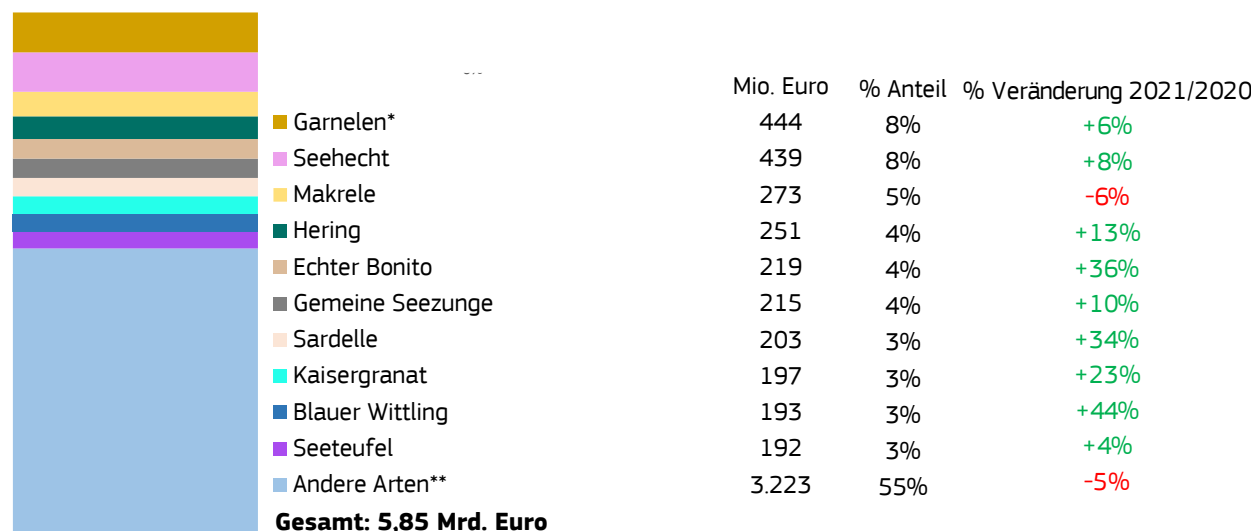 Mio. Euro % Anteil % Veränderung 2021/2020
Garnelen* 444 8% +6%
Seehecht 439 8% +8%
Makrele 273 5% -6%
Hering 251 4% +13%
Echter Bonito 219 4% +36%
Gemeine Seezunge 215 4% +10%
Sardelle 203 3% +34%
Kaisergranat 197 3% +23%
Blauer Wittling 193 3% +44%
Seeteufel 192 3% +4%
Andere Arten** 3.223 55% -5%
Gesamt: 5,85 Mrd. Euro